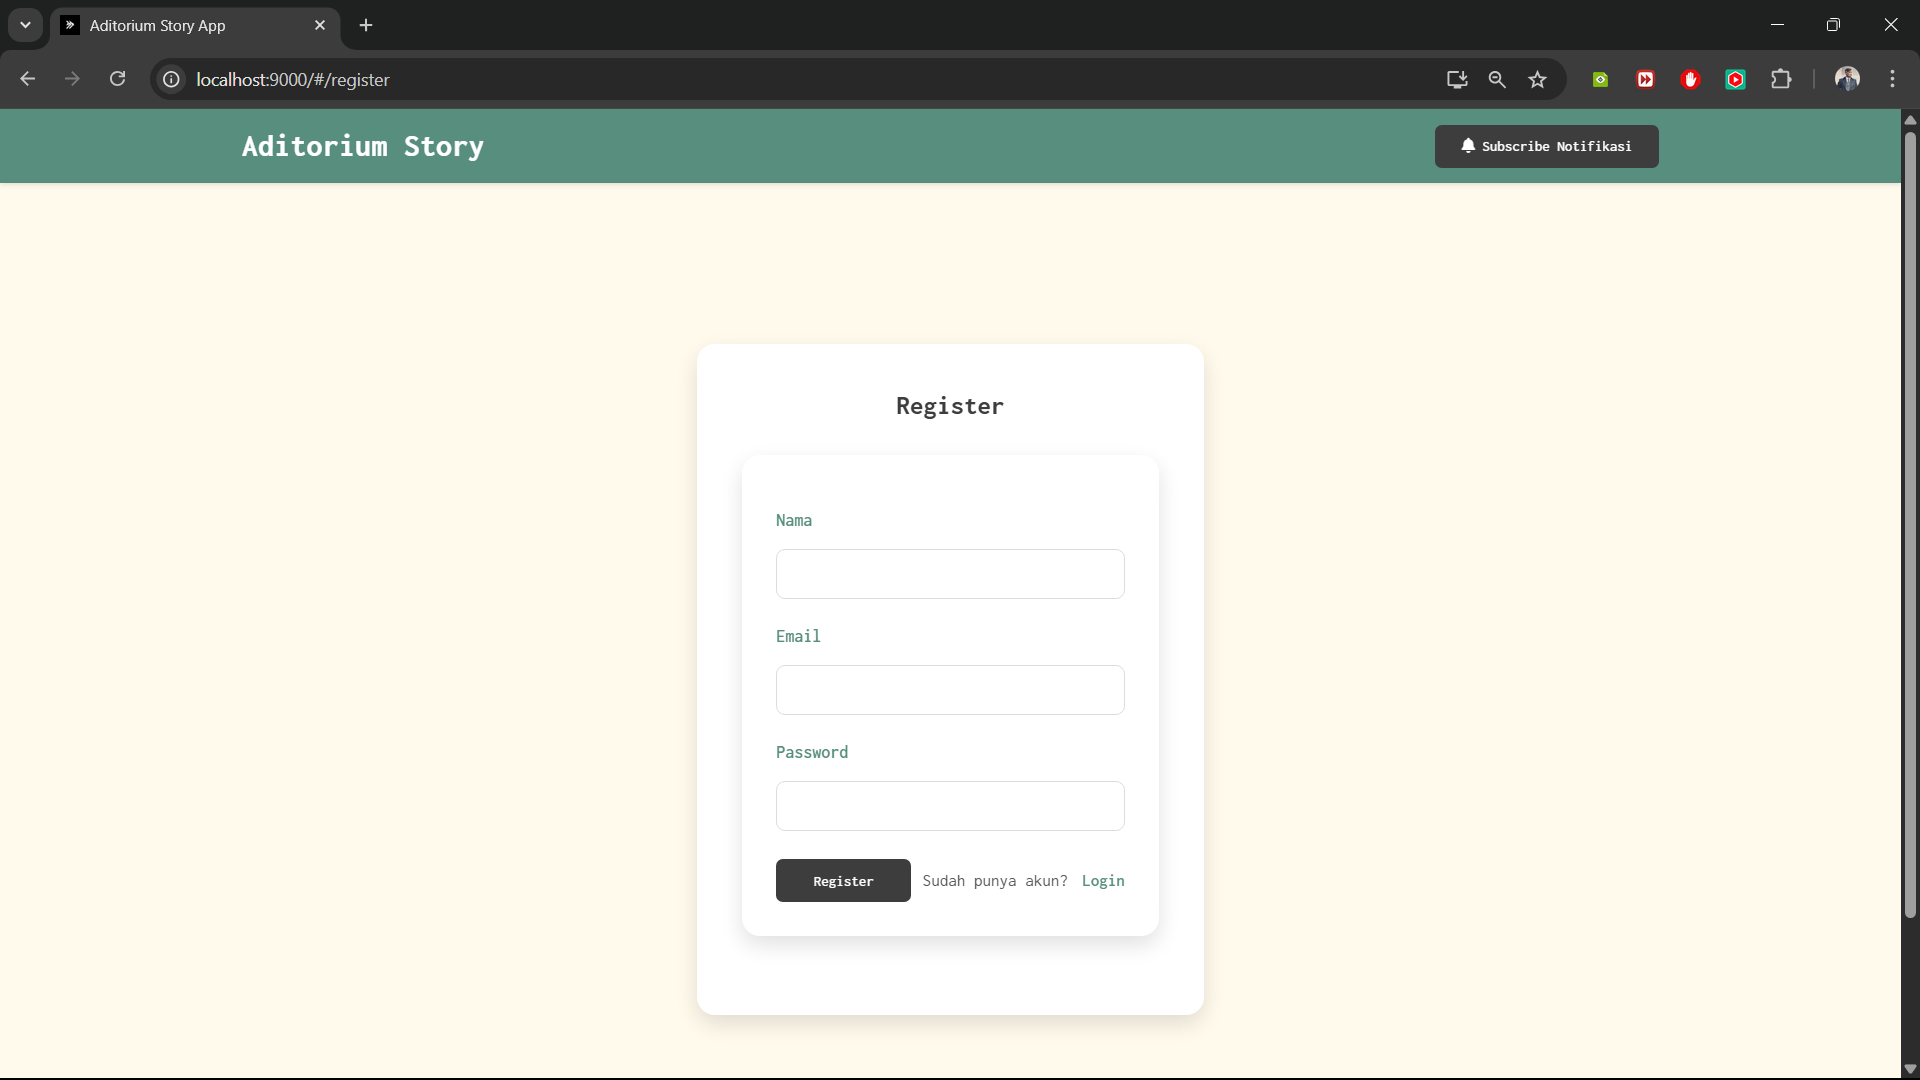 Aditorium Story App
localhost:9000/#/register
Aditorium Story
Subscribe Notifikasi
Register
Nama
Email
Password
Register
Sudah punya akun? Login